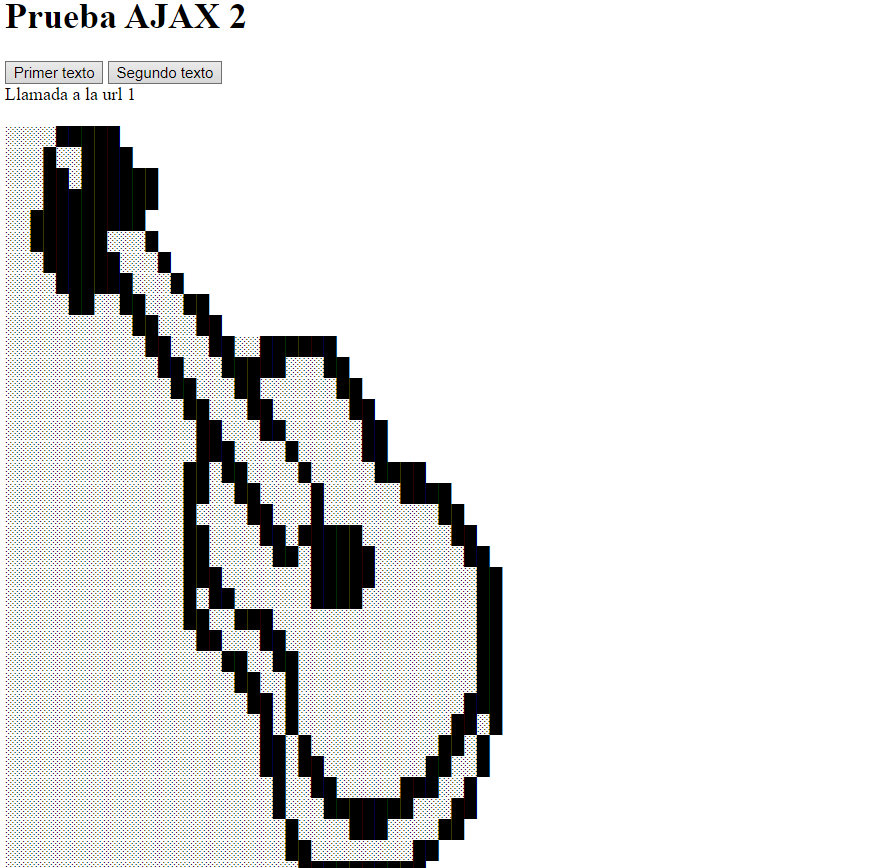 Prueba AJAX 2
Primer texto Segundo texto
Llamada a la url 1